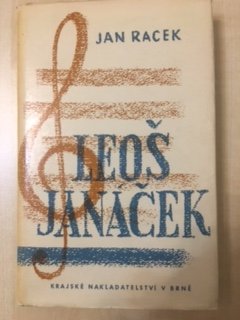 JAN RACEK
LEOŠ
JANÁČEK
KRAJSKÉ NAKLADATELSTVÍ V BRNĚ